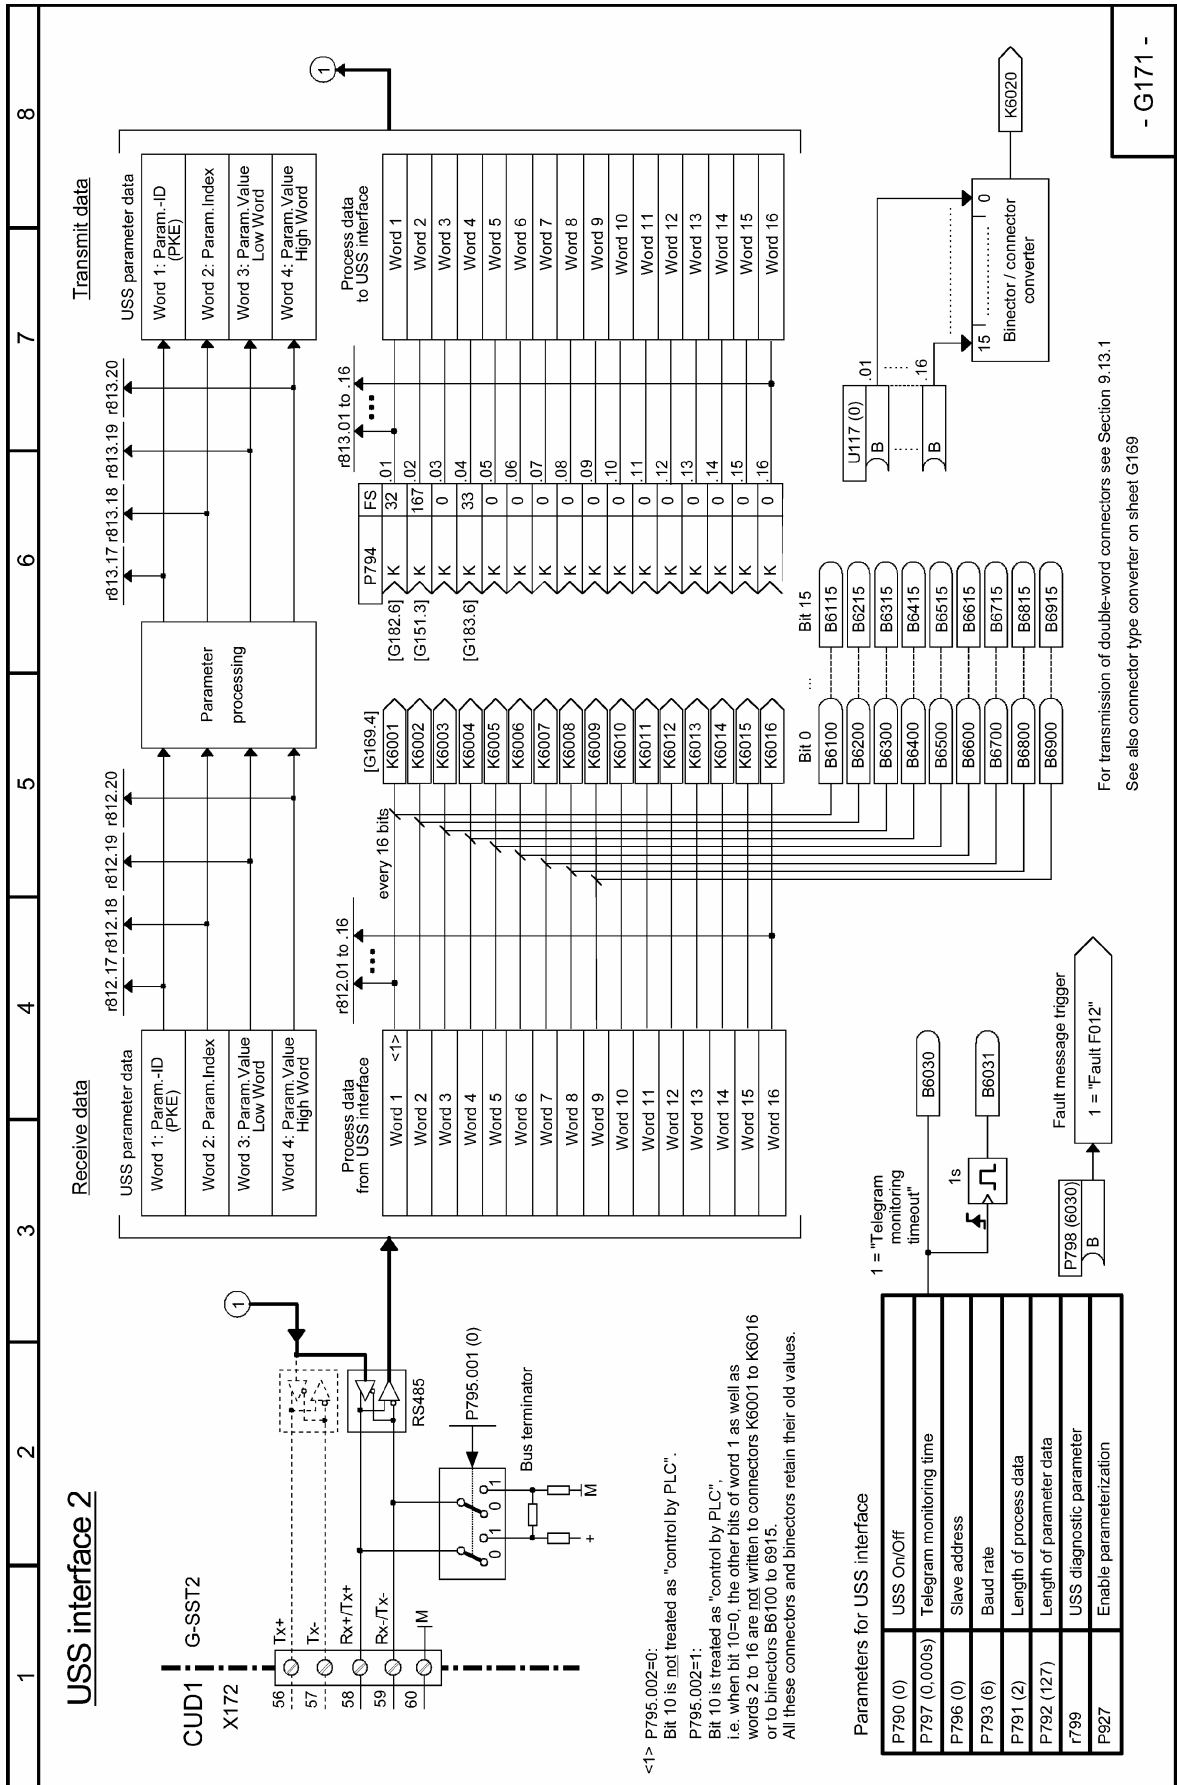 1 2 3 4 5 6 7 8
USS interface 2
CUD1 G-SST2
X172
56 Tx+
57 Tx-
58 Rx+/Tx+
59 Rx-/Tx-
60 M
1
RS485
P795.001 (0)
0 1 0 1
Bus terminator
+ M
<1> P795.002=0:
Bit 10 is not treated as "control by PLC".
P795.002=1:
Bit 10 is treated as "control by PLC",
i.e. when bit 10=0, the other bits of word 1 as well as
words 2 to 16 are not written to connectors K6001 to K6016
or to binectors B6100 to 6915.
All these connectors and binectors retain their old values.
Parameters for USS interface
P790 (0) USS On/Off
P797 (0,000s) Telegram monitoring time
P796 (0) Slave address
P793 (6) Baud rate
P791 (2) Length of process data
P792 (127) Length of parameter data
r799 USS diagnostic parameter
P927 Enable parameterization
1 = "Telegram
monitoring
timeout"
B6030
1s
B6031
Fault message trigger
P798 (6030)
B
1 = "Fault F012"
Receive data
USS parameter data
Word 1: Param.-ID
(PKE)
Word 2: Param.Index
Word 3: Param.Value
Low Word
Word 4: Param.Value
High Word
r812.17 r812.18 r812.19 r812.20
Parameter
processing
r813.17 r813.18 r813.19 r813.20
Transmit data
USS parameter data
Word 1: Param.-ID
(PKE)
Word 2: Param.Index
Word 3: Param.Value
Low Word
Word 4: Param.Value
High Word
1
Process data
from USS interface
Word 1 <1>
Word 2
Word 3
Word 4
Word 5
Word 6
Word 7
Word 8
Word 9
Word 10
Word 11
Word 12
Word 13
Word 14
Word 15
Word 16
r812.01 to .16
every 16 bits
[G169.4]
K6001
K6002
K6003
K6004
K6005
K6006
K6007
K6008
K6009
K6010
K6011
K6012
K6013
K6014
K6015
K6016
P794 FS
[G182.6] K 32 .01
[G151.3] K 167 .02
K 0 .03
[G183.6] K 33 .04
K 0 .05
K 0 .06
K 0 .07
K 0 .08
K 0 .09
K 0 .10
K 0 .11
K 0 .12
K 0 .13
K 0 .14
K 0 .15
K 0 .16
r813.01 to .16
Process data
to USS interface
Word 1
Word 2
Word 3
Word 4
Word 5
Word 6
Word 7
Word 8
Word 9
Word 10
Word 11
Word 12
Word 13
Word 14
Word 15
Word 16
Bit 0 ... Bit 15
B6100 B6115
B6200 B6215
B6300 B6315
B6400 B6415
B6500 B6515
B6600 B6615
B6700 B6715
B6800 B6815
B6900 B6915
U117 (0)
B .01
B .16
15 0
Binector / connector
converter
K6020
For transmission of double-word connectors see Section 9.13.1
See also connector type converter on sheet G169
- G171 -